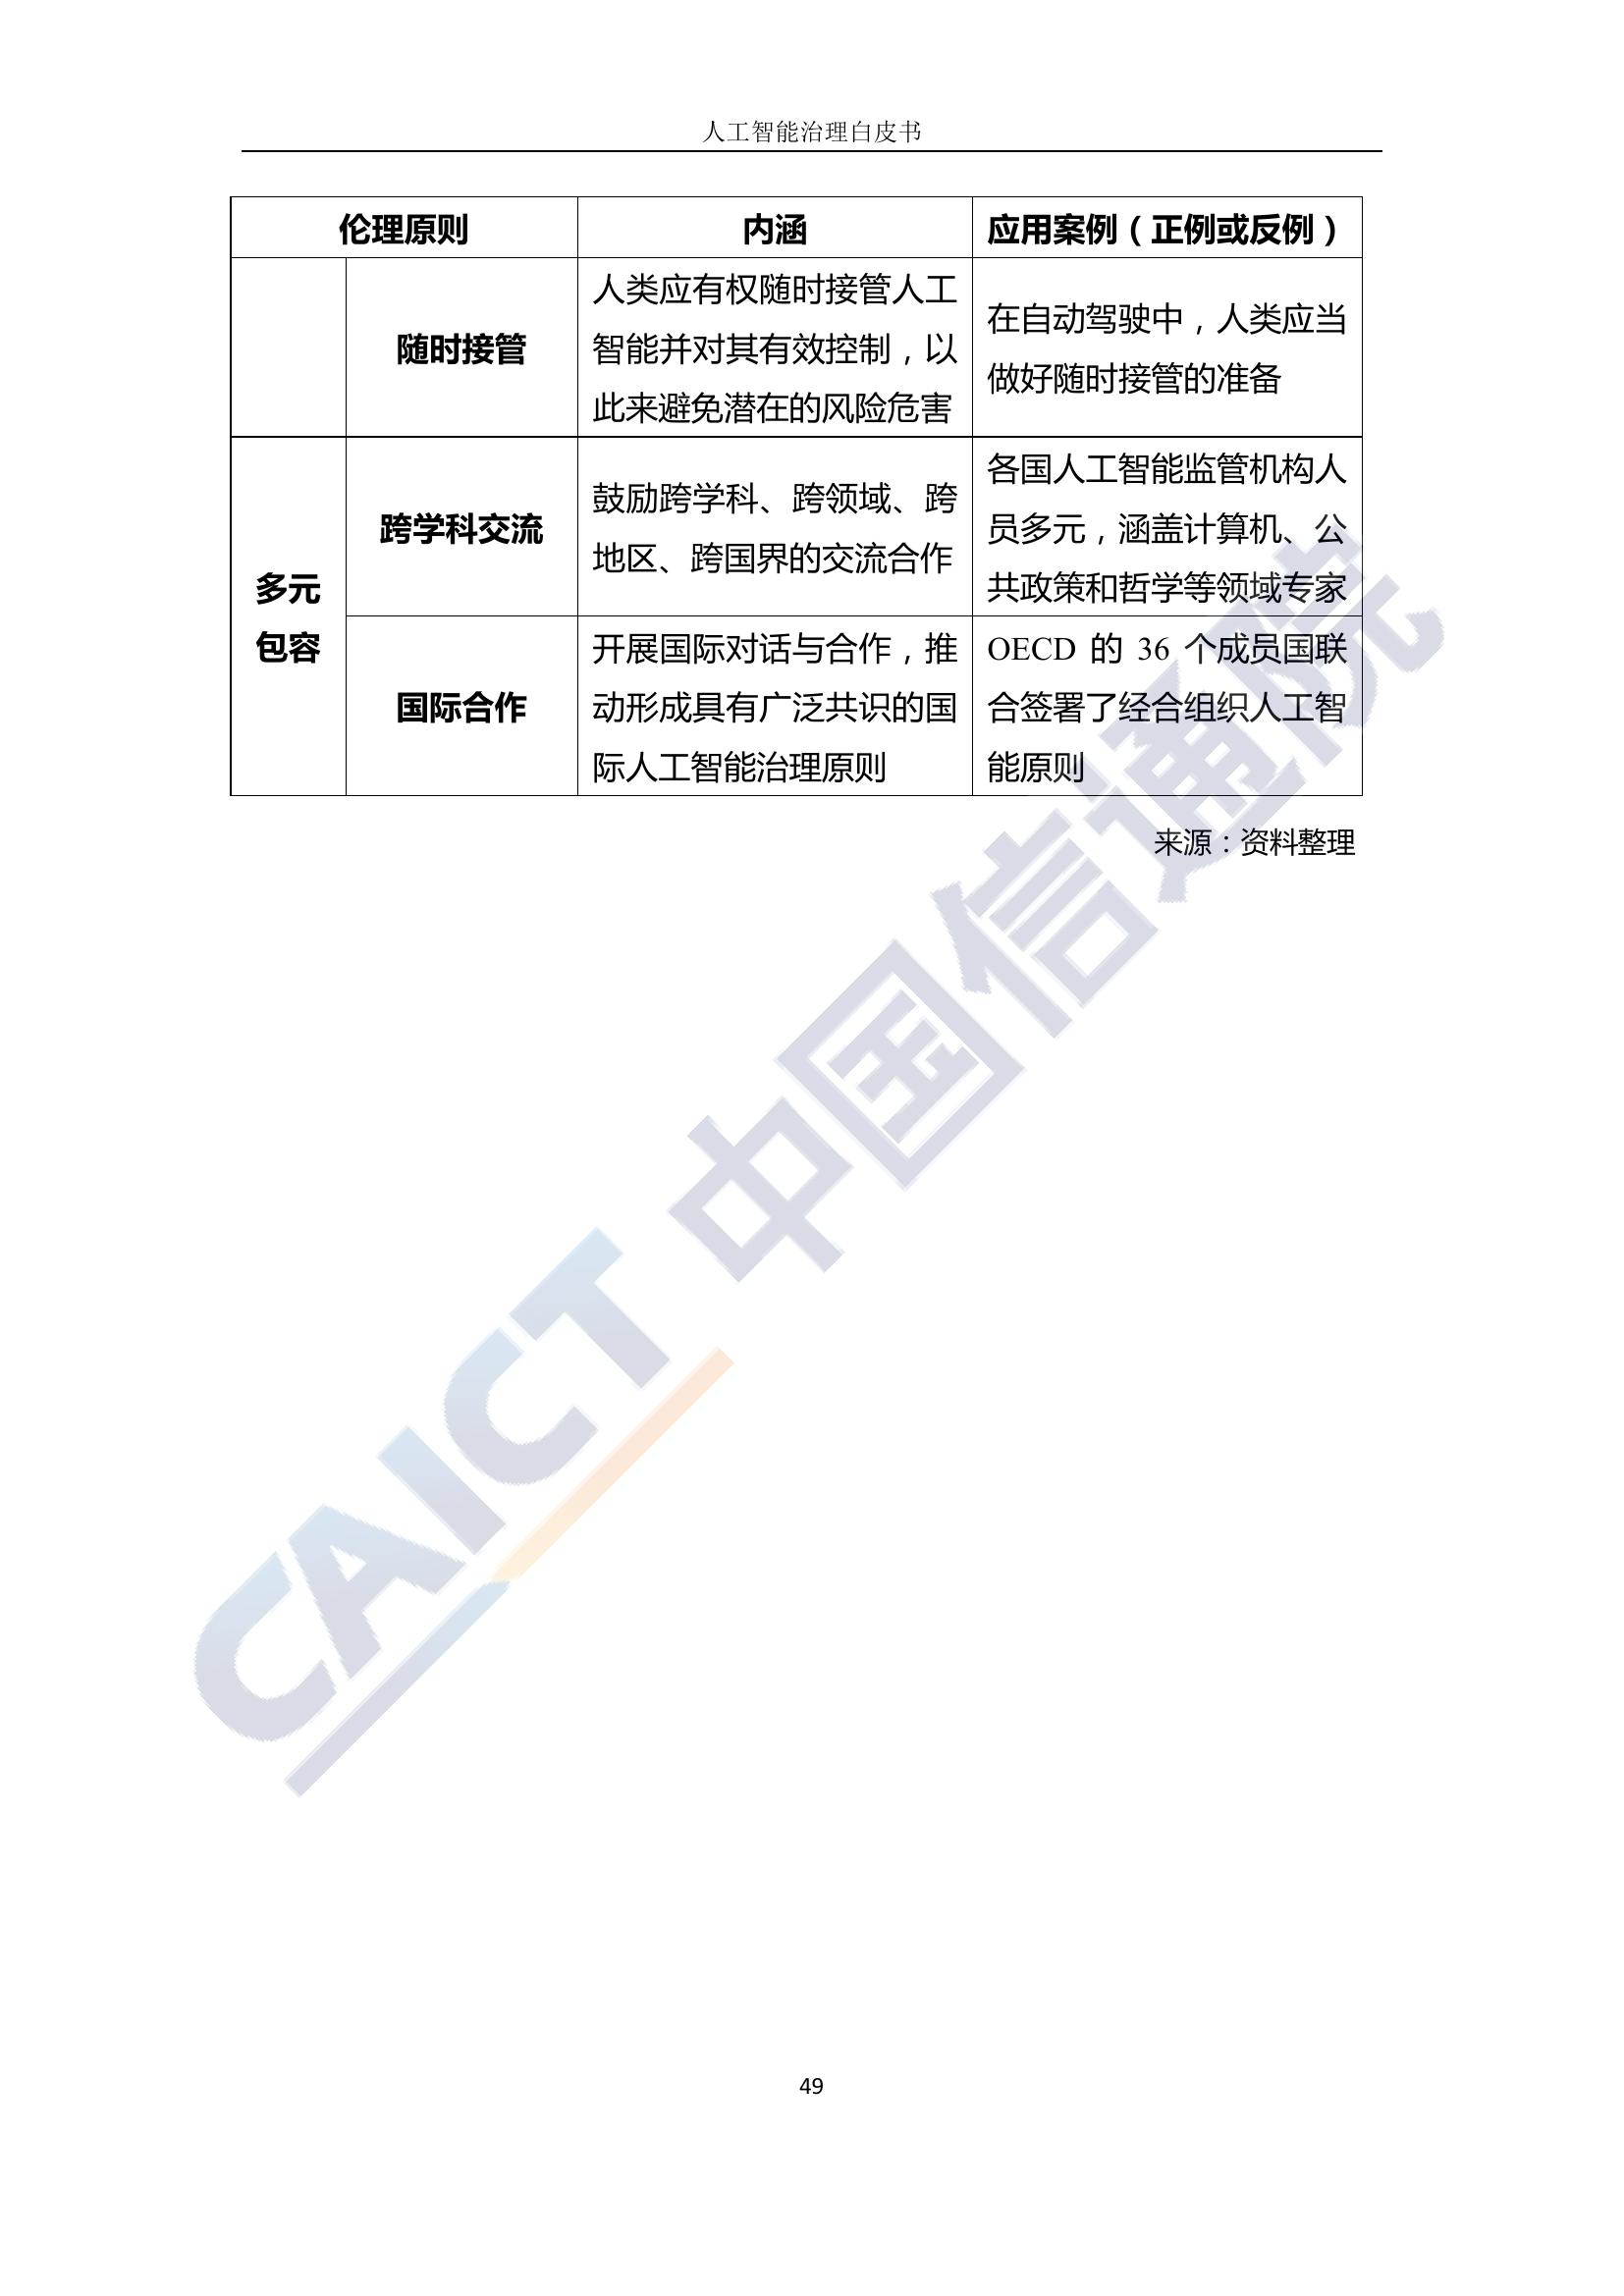 人工智能治理白皮书
伦理原则 内涵 应用案例（正例或反例）
随时接管
人类应有权随时接管人工
智能并对其有效控制，以
此来避免潜在的风险危害
在自动驾驶中，人类应当
做好随时接管的准备
多元
包容
跨学科交流
鼓励跨学科、跨领域、跨
地区、跨国界的交流合作
各国人工智能监管机构人
员多元，涵盖计算机、公
共政策和哲学等领域专家
国际合作
开展国际对话与合作，推
动形成具有广泛共识的国
际人工智能治理原则
OECD 的 36 个成员国联
合签署了经合组织人工智
能原则
来源：资料整理
CAICT 中国信通院
49